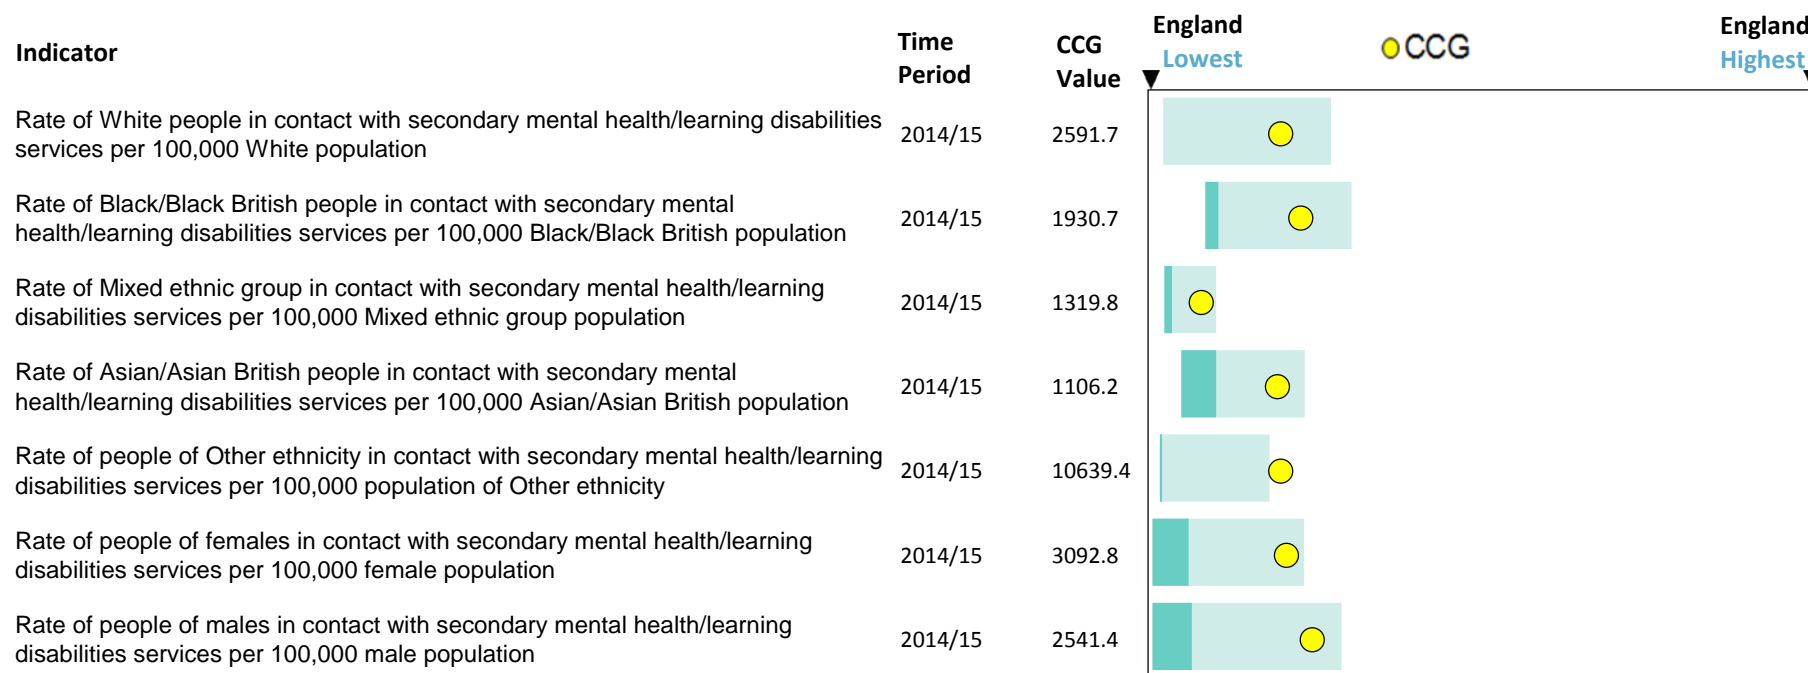 Indicator
Time
Period
CCG
Value
England
Lowest
CCG
England
Highest
Rate of White people in contact with secondary mental health/learning disabilities
services per 100,000 White population
2014/15
2591.7
Rate of Black/Black British people in contact with secondary mental
health/learning disabilities services per 100,000 Black/Black British population
2014/15
1930.7
Rate of Mixed ethnic group in contact with secondary mental health/learning
disabilities services per 100,000 Mixed ethnic group population
2014/15
1319.8
Rate of Asian/Asian British people in contact with secondary mental
health/learning disabilities services per 100,000 Asian/Asian British population
2014/15
1106.2
Rate of people of Other ethnicity in contact with secondary mental health/learning
disabilities services per 100,000 population of Other ethnicity
2014/15
10639.4
Rate of people of females in contact with secondary mental health/learning
disabilities services per 100,000 female population
2014/15
3092.8
Rate of people of males in contact with secondary mental health/learning
disabilities services per 100,000 male population
2014/15
2541.4